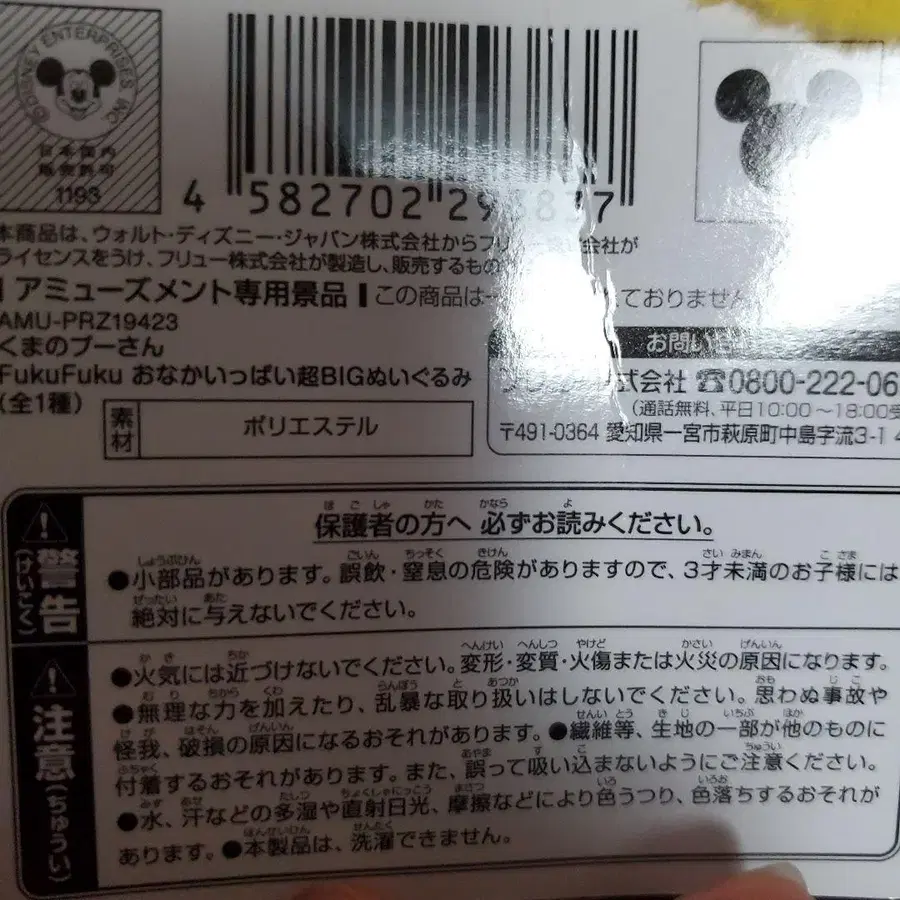 ©DISNEY ENTERPRISES, INC
日本国内
販売許可
1193
4 582702 29 837
本商品は、ウォルト・ディズニー・ジャパン株式会社からフリュー 会社が
ライセンスをうけ、フリュー株式会社が製造し、販売するもの
アミューズメント専用景品 この商品は一 ておりません
AMU-PRZ19423
くまのプーさん
FukuFuku おなかいっぱい超BIGぬいぐるみ
(全1種)
素材 ポリエステル
お問い
式会社 ☎0800-222-06
(通話無料、平日10:00～18:00受
〒491-0364 愛知県一宮市萩原町中島字流3-1 4
警告(けいこく)
保護者の方へ 必ずお読みください。
●小部品があります。誤飲・窒息の危険がありますので、3才未満のお子様には
絶対に与えないでください。
注意(ちゅうい)
●火気には近づけないでください。変形・変質・火傷または火災の原因になります。
●無理な力を加えたり、乱暴な取り扱いはしないでください。思わぬ事故や
怪我、破損の原因になるおそれがあります。●繊維等、生地の一部が他のものに
付着するおそれがあります。また、誤って吸い込まないようにご注意ください。
●水、汗などの多湿や直射日光、摩擦などにより色うつり、色落ちするおそれが
あります。●本製品は、洗濯できません。